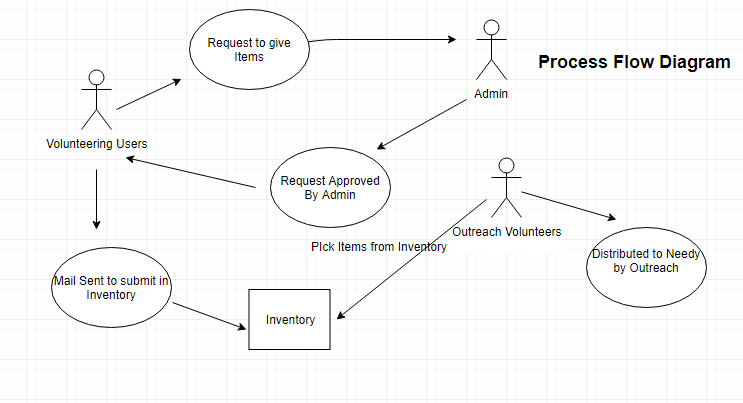 Request to give
Items
Process Flow Diagram
Admin
Volunteering Users
Request Approved
By Admin
Outreach Volunteers
PIck Items from Inventory
Distributed to Needy
by Outreach
Mail Sent to submit in
Inventory
Inventory